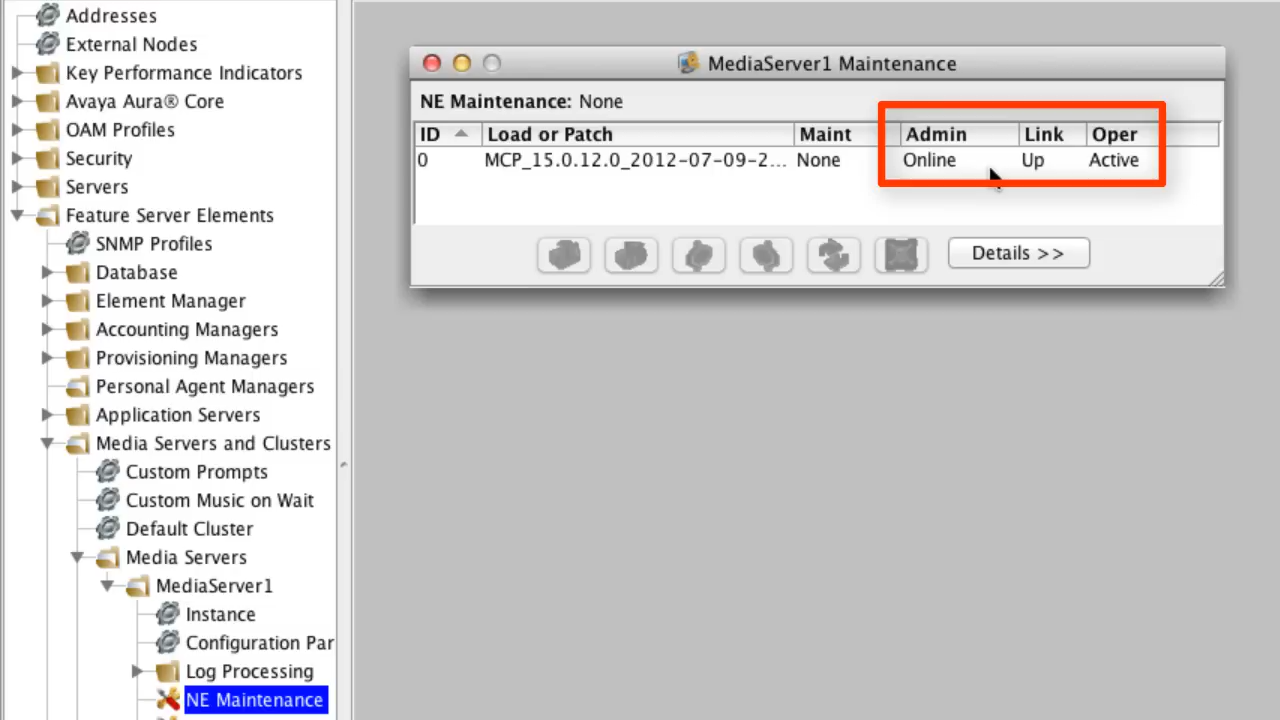 Addresses
External Nodes
Key Performance Indicators
Avaya Aura® Core
OAM Profiles
Security
Servers
Feature Server Elements
SNMP Profiles
Database
Element Manager
Accounting Managers
Provisioning Managers
Personal Agent Managers
Application Servers
Media Servers and Clusters
Custom Prompts
Custom Music on Wait
Default Cluster
Media Servers
MediaServer1
Instance
Configuration Par
Log Processing
NE Maintenance
MediaServer1 Maintenance
NE Maintenance: None
ID Load or Patch Maint Admin Link Oper
0 MCP_15.0.12.0_2012-07-09-2... None Online Up Active
Details >>